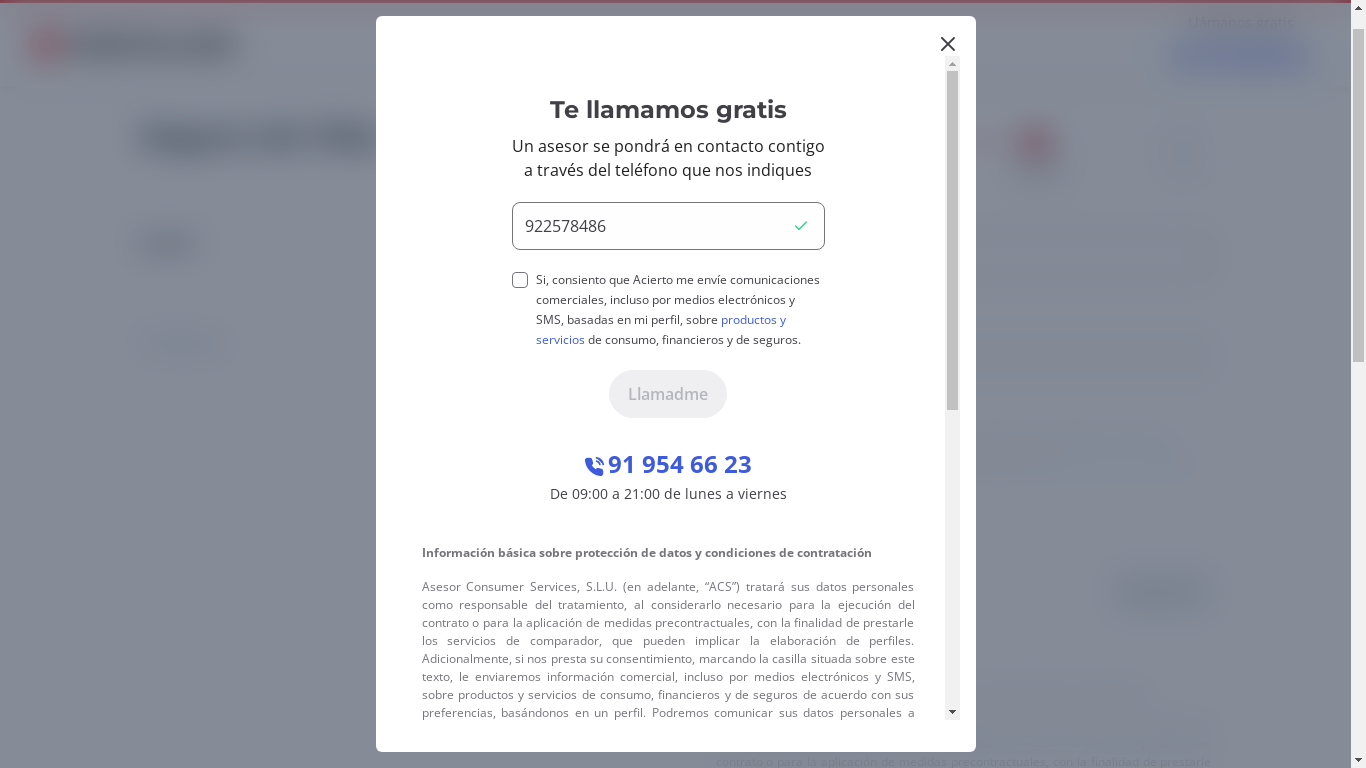 Llámanos gratis
Te llamamos gratis
Un asesor se pondrá en contacto contigo
a través del teléfono que nos indiques
922578486
Si, consiento que Acierto me envíe comunicaciones
comerciales, incluso por medios electrónicos y
SMS, basadas en mi perfil, sobre productos y
servicios de consumo, financieros y de seguros.
Llamadme
91 954 66 23
De 09:00 a 21:00 de lunes a viernes
Información básica sobre protección de datos y condiciones de contratación
Asesor Consumer Services, S.L.U. (en adelante, “ACS”) tratará sus datos personales
como responsable del tratamiento, al considerarlo necesario para la ejecución del
contrato o para la aplicación de medidas precontractuales, con la finalidad de prestarle
los servicios de comparador, que pueden implicar la elaboración de perfiles.
Adicionalmente, si nos presta su consentimiento, marcando la casilla situada sobre este
texto, le enviaremos información comercial, incluso por medios electrónicos y SMS,
sobre productos y servicios de consumo, financieros y de seguros de acuerdo con sus
preferencias, basándonos en un perfil. Podremos comunicar sus datos personales a
contrato o para la aplicación de medidas precontractuales, con la finalidad de prestarle